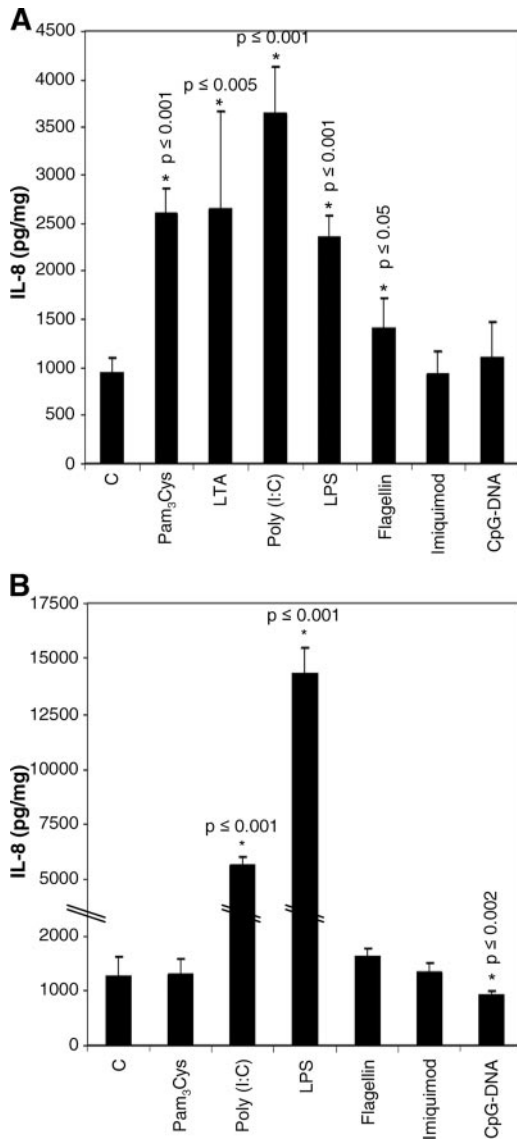 A
IL-8 (pg/mg)
4500
4000
3500
3000
2500
2000
1500
1000
500
0
* p ≤ 0.001
p ≤ 0.005
*
p ≤ 0.001
*
* p ≤ 0.001
* p ≤ 0.05
C
Pam₃Cys
LTA
Poly (I:C)
LPS
Flagellin
Imiquimod
CpG-DNA
B
IL-8 (pg/mg)
17500
15000
12500
10000
7500
5000
2000
1000
0
p ≤ 0.001
*
p ≤ 0.001
*
* p ≤ 0.002
C
Pam₃Cys
Poly (I:C)
LPS
Flagellin
Imiquimod
CpG-DNA